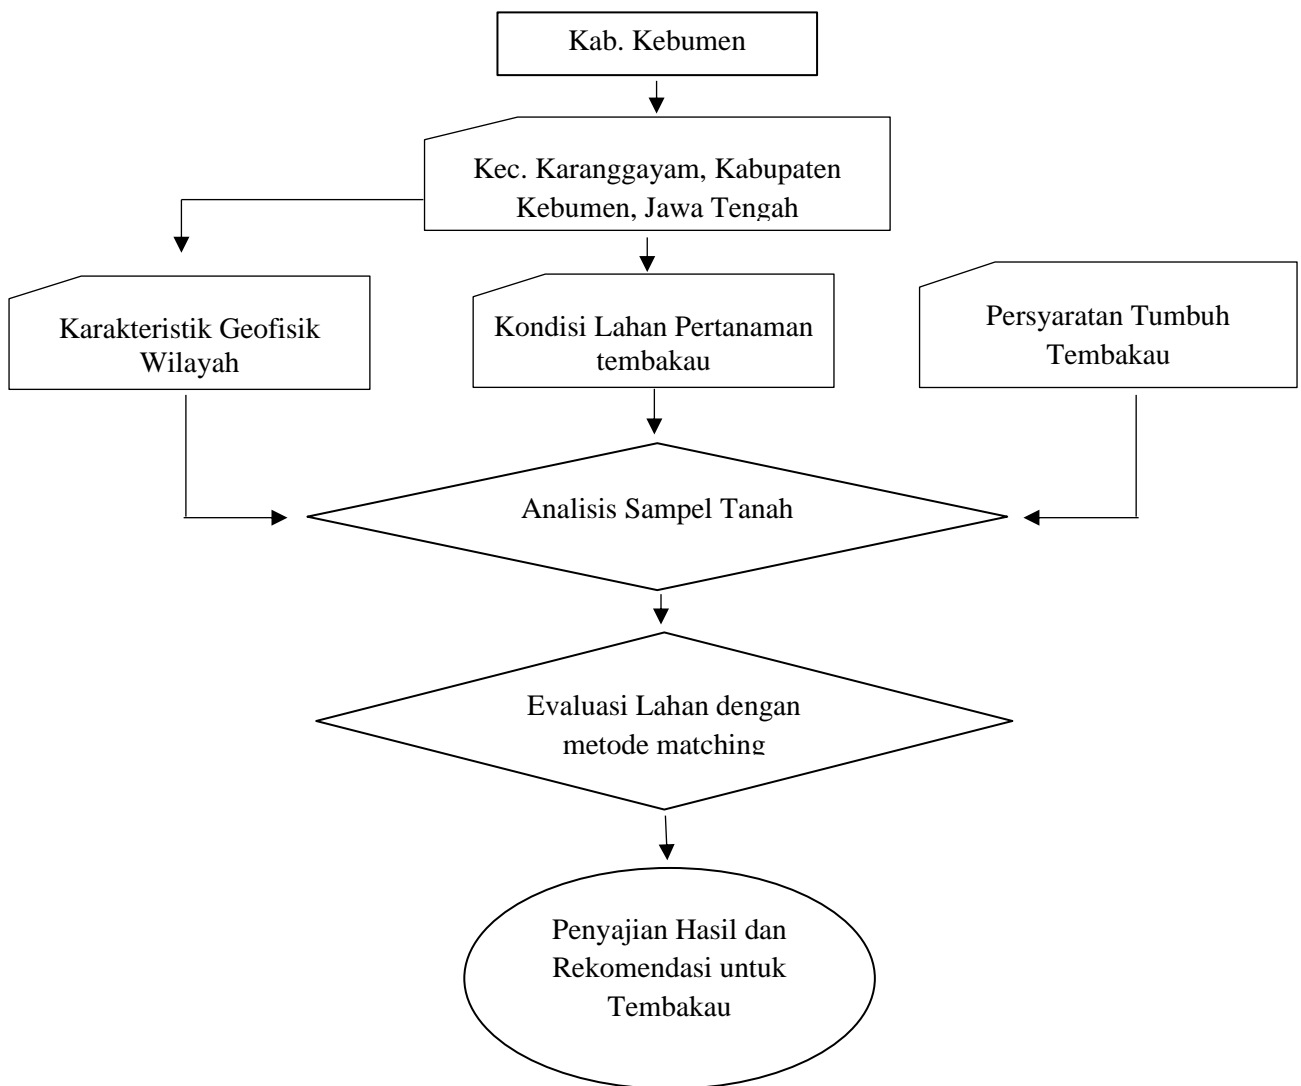 Kab. Kebumen
Kec. Karanggayam, Kabupaten
Kebumen, Jawa Tengah
Karakteristik Geofisik
Wilayah
Kondisi Lahan Pertanaman
tembakau
Persyaratan Tumbuh
Tembakau
Analisis Sampel Tanah
Evaluasi Lahan dengan
metode matching
Penyajian Hasil dan
Rekomendasi untuk
Tembakau